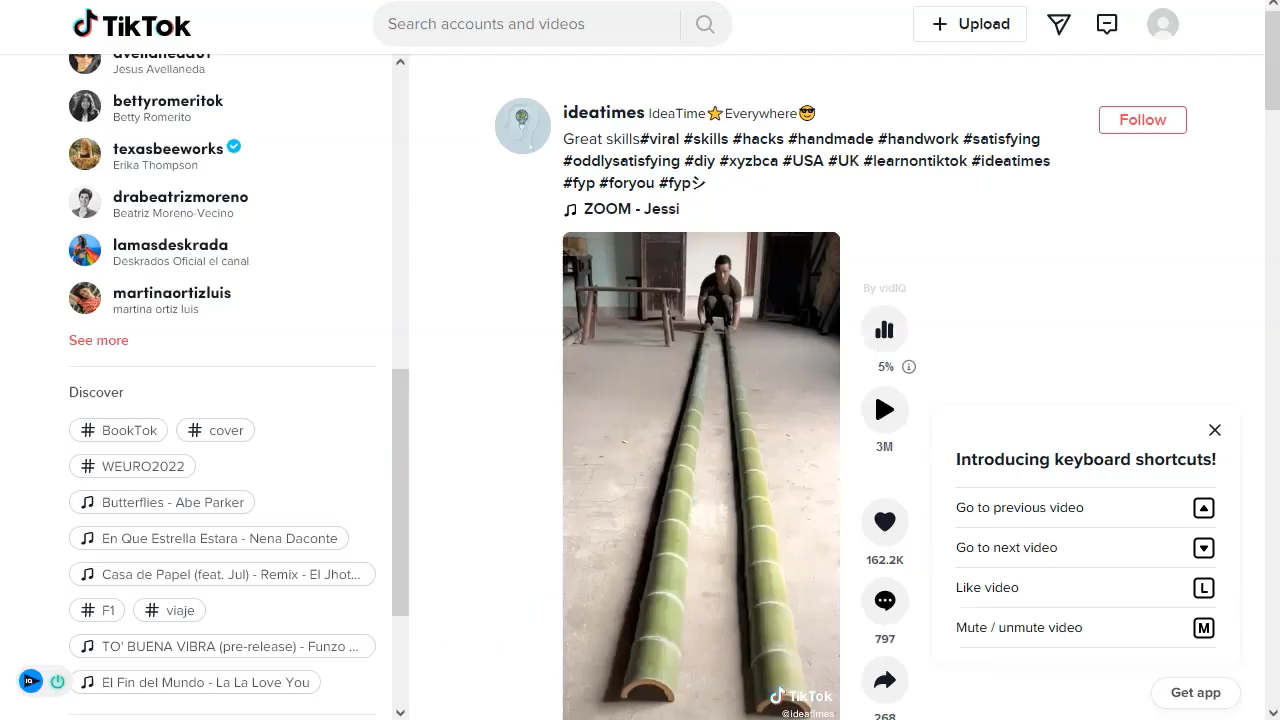 TikTok
Search accounts and videos
Upload
Jesus Avellaneda
bettyromeritok
Betty Romerito
texasbeeworks
Erika Thompson
drabeatrizmoreno
Beatriz Moreno-Vecino
lamasdeskrada
Deskrados Oficial el canal
martinaortizluis
martina ortiz luis
See more
Discover
# BookTok
# cover
# WEURO2022
Butterflies - Abe Parker
En Que Estrella Estara - Nena Daconte
Casa de Papel (feat. Jul) - Remix - El Jhot...
# F1
# viaje
TO' BUENA VIBRA (pre-release) - Funzo ...
El Fin del Mundo - La La Love You
ideatimes IdeaTime⭐Everywhere😎
Follow
Great skills#viral #skills #hacks #handmade #handwork #satisfying
#oddlysatisfying #diy #xyzbca #USA #UK #learnontiktok #ideatimes
#fyp #foryou #fypシ
ZOOM - Jessi
By vidIQ
5%
3M
162.2K
797
268
TikTok
@ideatimes
Introducing keyboard shortcuts!
Go to previous video
Go to next video
Like video L
Mute / unmute video M
Get app